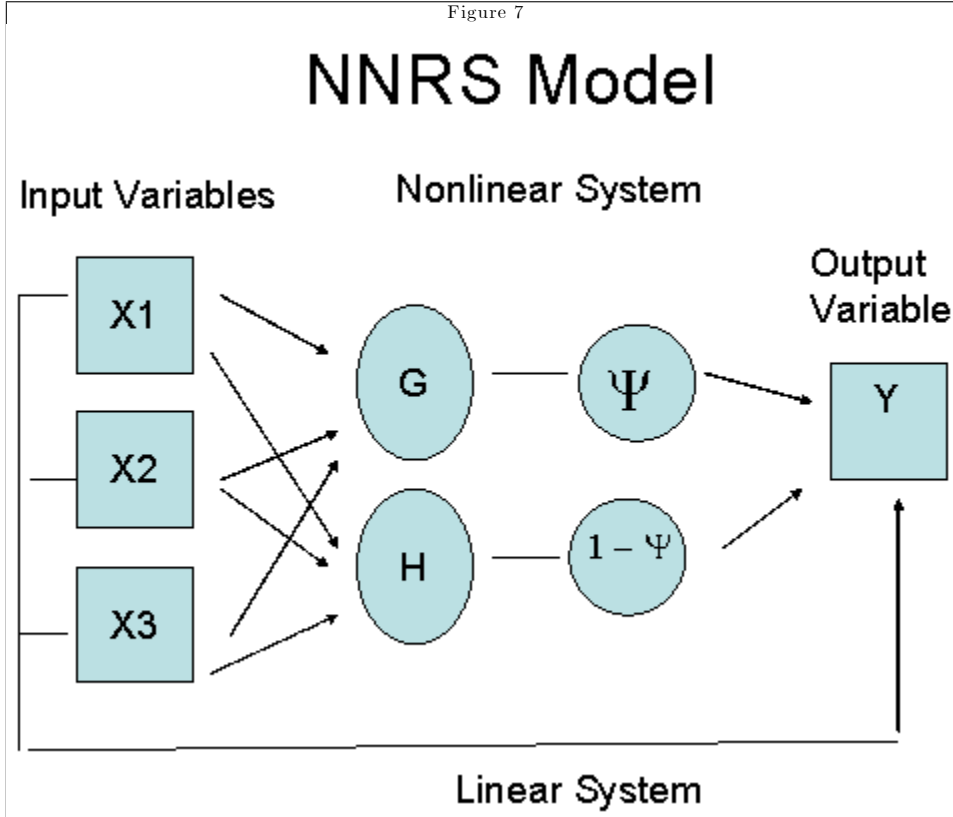 Figure 7
NNRS Model
Input Variables
Nonlinear System
Output
Variable
X1
G
Ψ
Y
X2
H
1 − Ψ
X3
Linear System